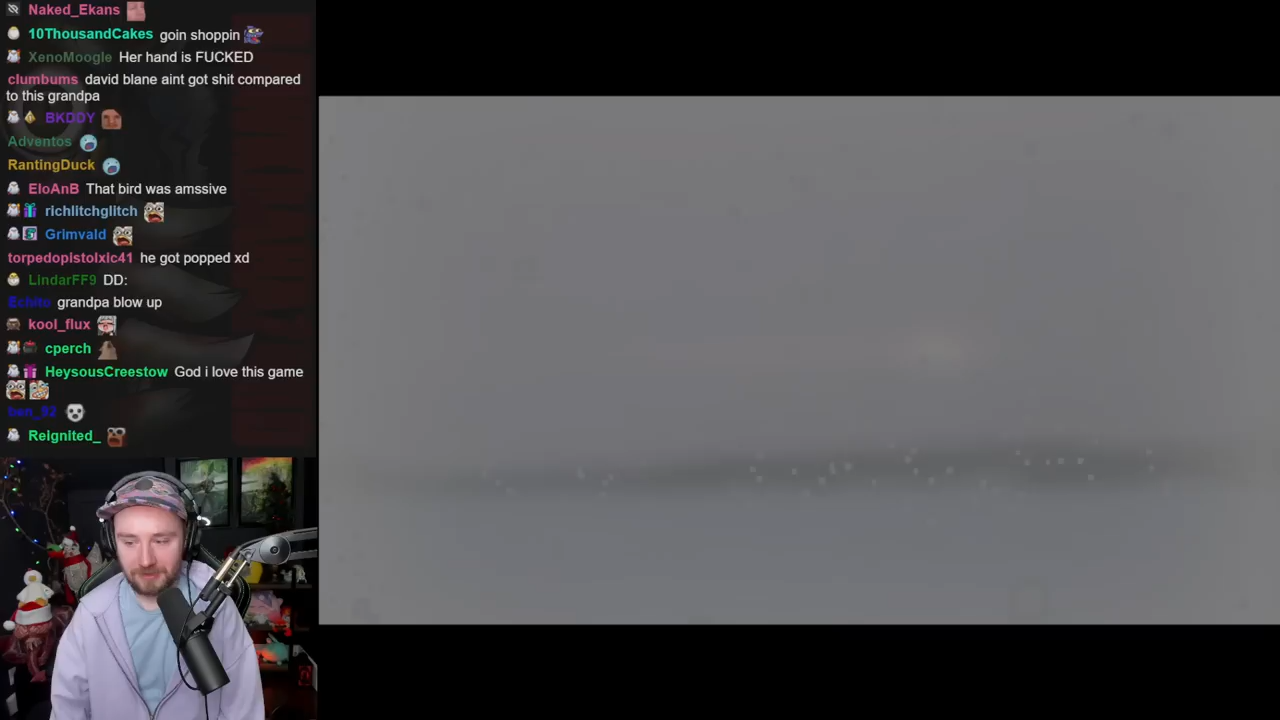 Naked_Ekans
10ThousandCakes goin shoppin
XenoMoogle Her hand is FUCKED
clumbums david blane aint got shit compared
to this grandpa
BKDDY
Adventos
RantingDuck
EloAnB That bird was amssive
richlitchglitch
Grimvald
torpedopistolxic41 he got popped xd
LindarFF9 DD:
Echito grandpa blow up
kool_flux
cperch
HeysousCreestow God i love this game
ben_92
Reignited_